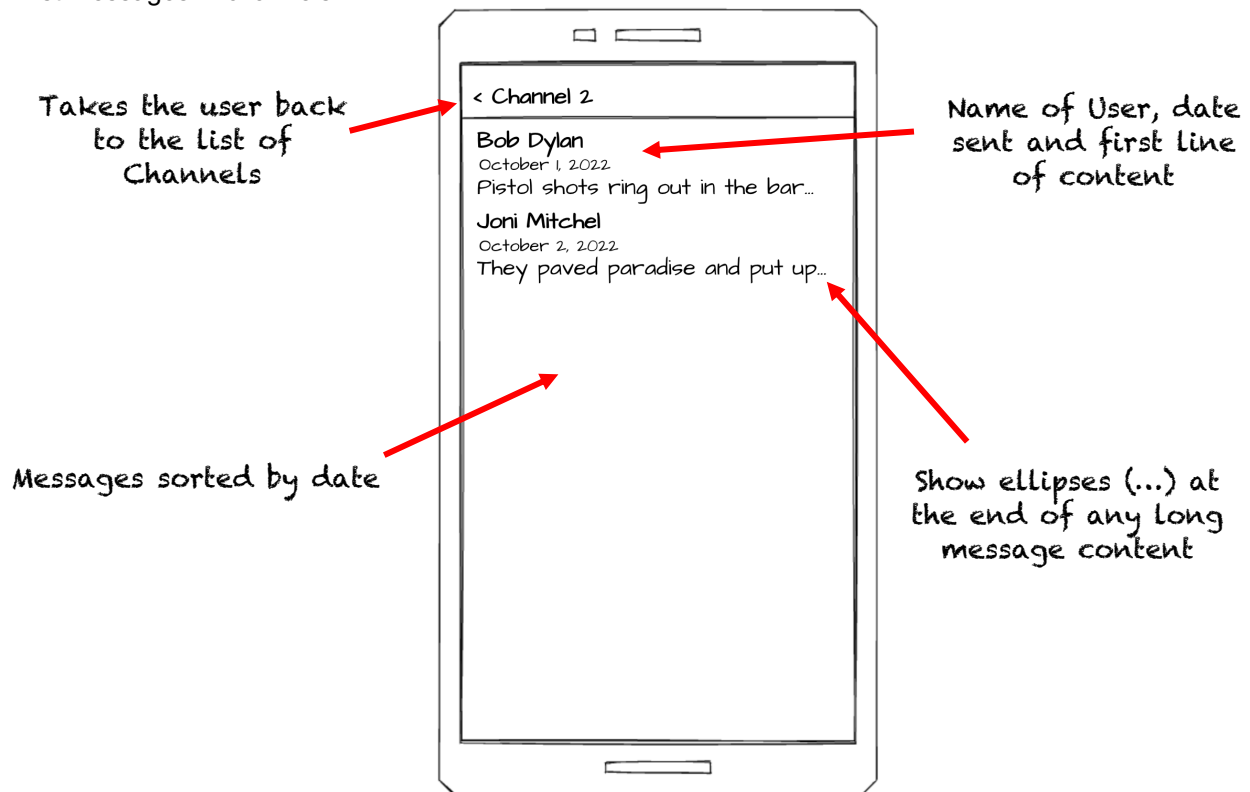 Takes the user back
to the list of
Channels
Messages sorted by date
< Channel 2
Bob Dylan
October 1, 2022
Pistol shots ring out in the bar...
Joni Mitchel
October 2, 2022
They paved paradise and put up...
Name of User, date
sent and first line
of content
Show ellipses (...) at
the end of any long
message content